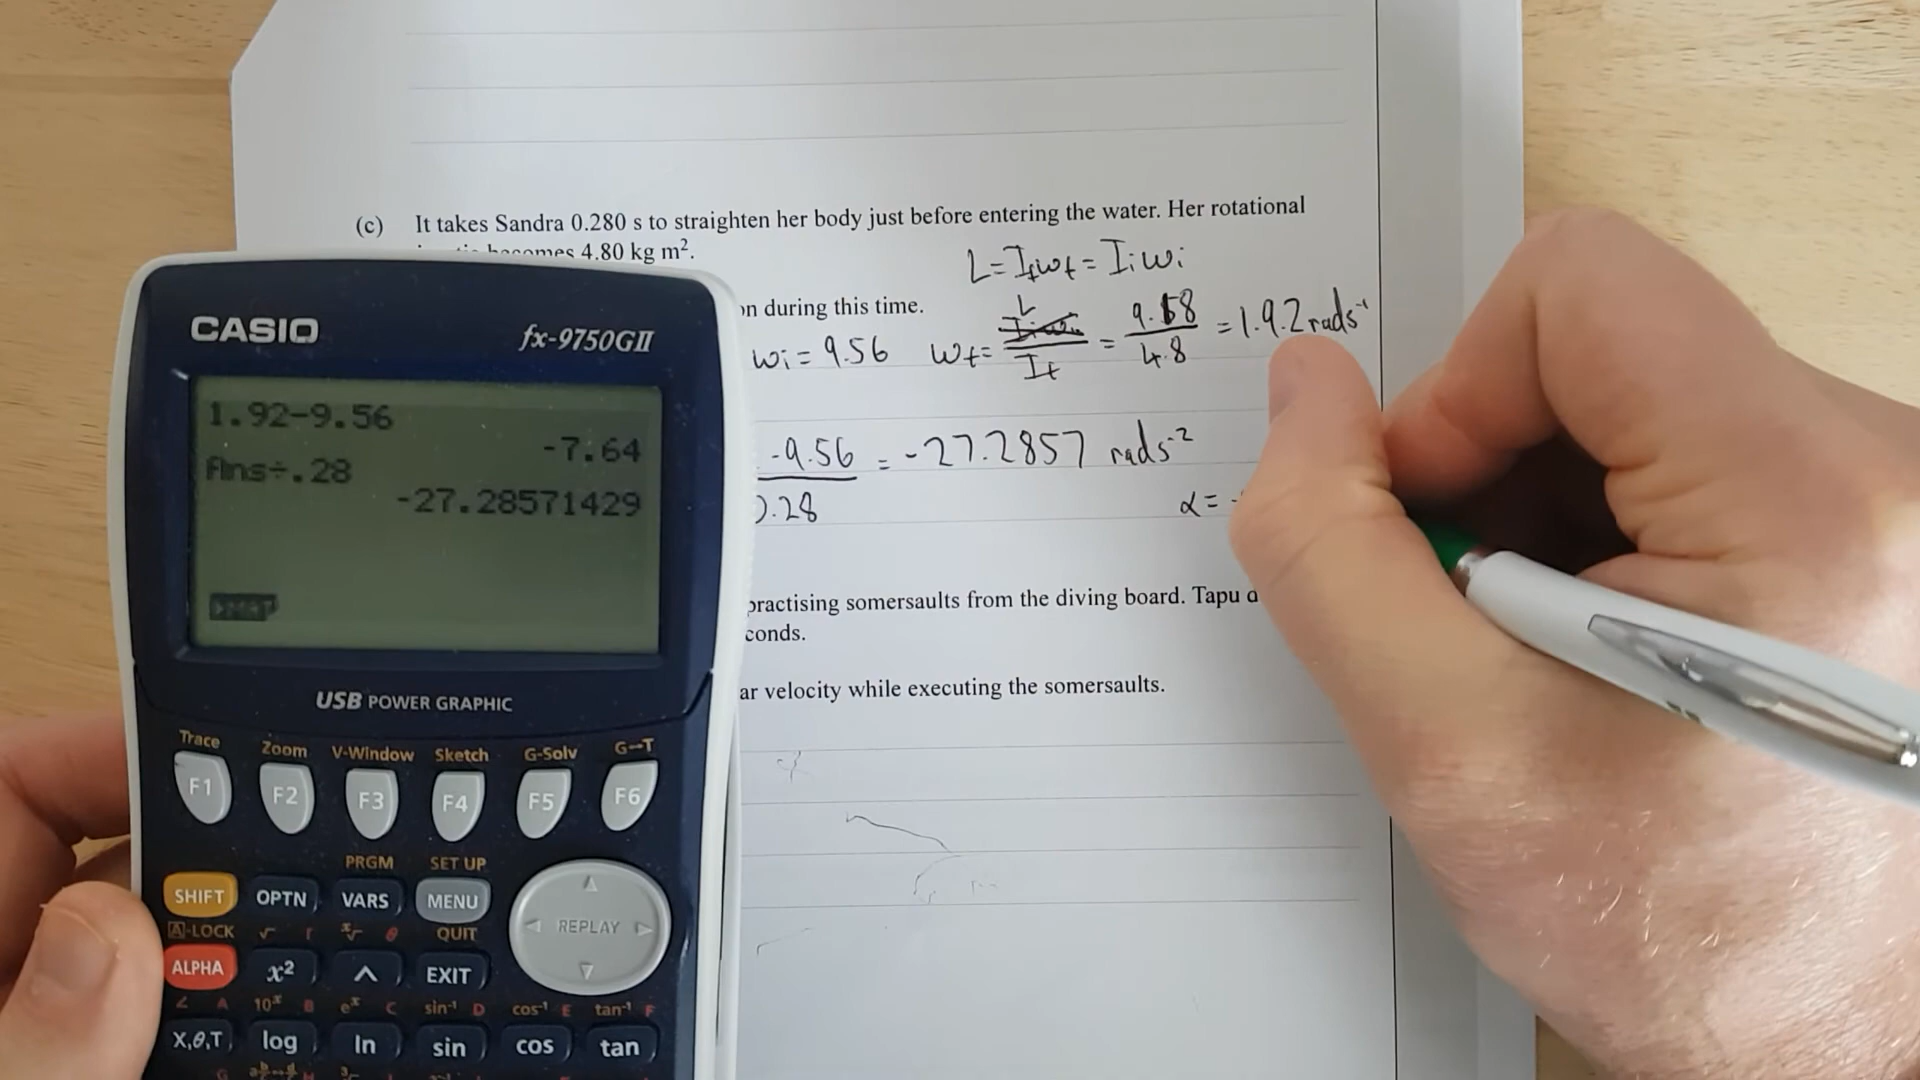 (c) It takes Sandra 0.280 s to straighten her body just before entering the water. Her rotational
becomes 4.80 kg m².
L = I_f ω_f = I_i ω_i
on during this time.
ω_i = 9.56 ω_f = L / I_f = 9.18 / 4.8 = 1.92 rads⁻¹
-9.56 / 0.28 = -27.2857 rads⁻²
α = -
practising somersaults from the diving board. Tapu
conds.
ar velocity while executing the somersaults.
CASIO fx-9750GII
1.92-9.56
-7.64
Ans÷.28
-27.28571429
USB POWER GRAPHIC
Trace Zoom V-Window Sketch G-Solv G↔T
F1 F2 F3 F4 F5 F6
PRGM SET UP
SHIFT OPTN VARS MENU
REPLAY
A-LOCK √ r θ QUIT
ALPHA x² ^ EXIT
∠ A 10ˣ B eˣ C sin⁻¹ D cos⁻¹ E tan⁻¹ F
X,θ,T log ln sin cos tan